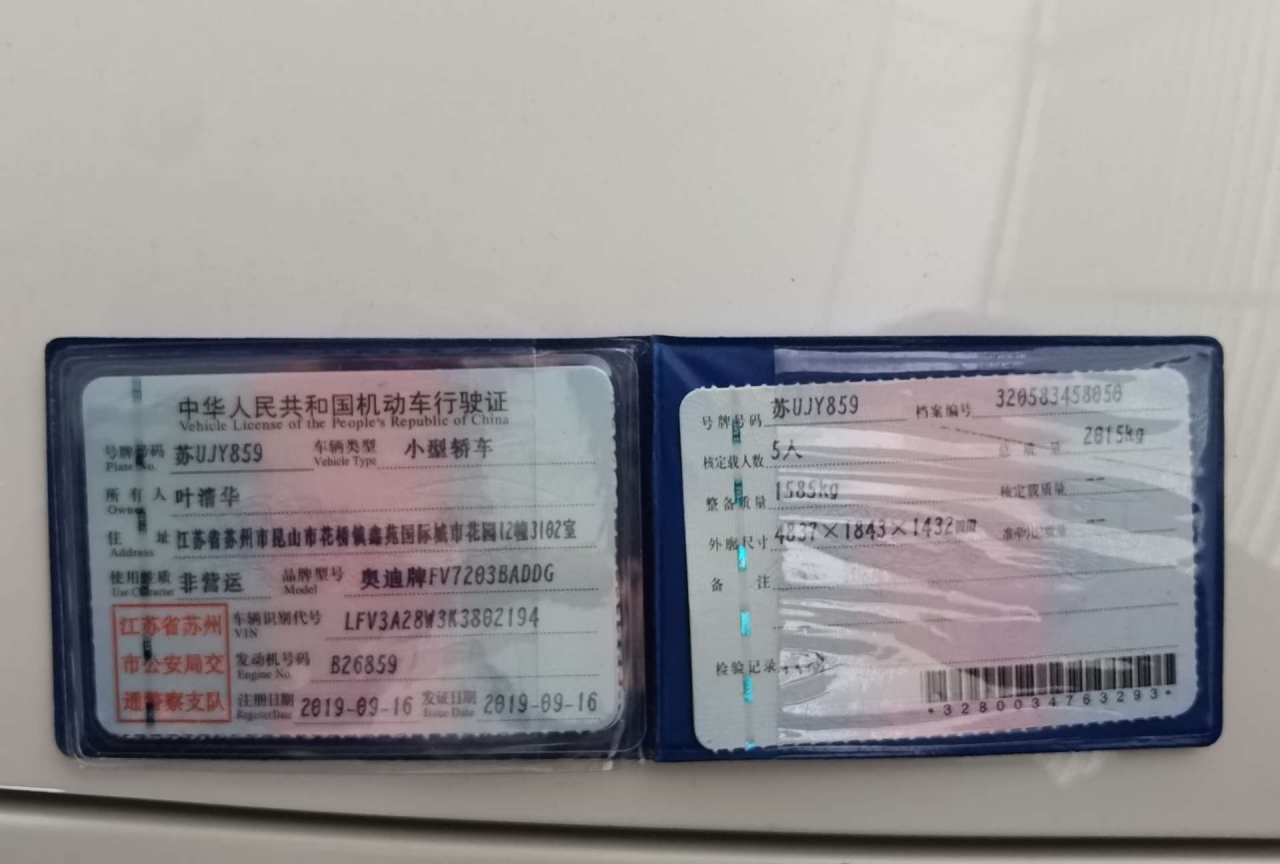 中华人民共和国机动车行驶证
Vehicle License of the People's Republic of China
号牌号码 苏UJY859 车辆类型 小型轿车
Plate No. Vehicle Type
所有人 叶清华
Owner
住址 江苏省苏州市昆山市花桥镇鑫苑国际城市花园12幢3102室
Address
使用性质 非营运 品牌型号 奥迪牌FV7203BADDG
Use Character Model
江苏省苏州
市公安局交
通警察支队
车辆识别代号 LFV3A28W3K3802194
VIN
发动机号码 B26859
Engine No.
注册日期 2019-09-16 发证日期 2019-09-16
Register Date Issue Date
号牌号码 苏UJY859 档案编号 320583458050
核定载人数 5人 总质量 2015kg
整备质量 1585kg 核定载质量 --
外廓尺寸 4837×1843×1432mm 准牵引总质量 --
备注
检验记录
*3280034763293*